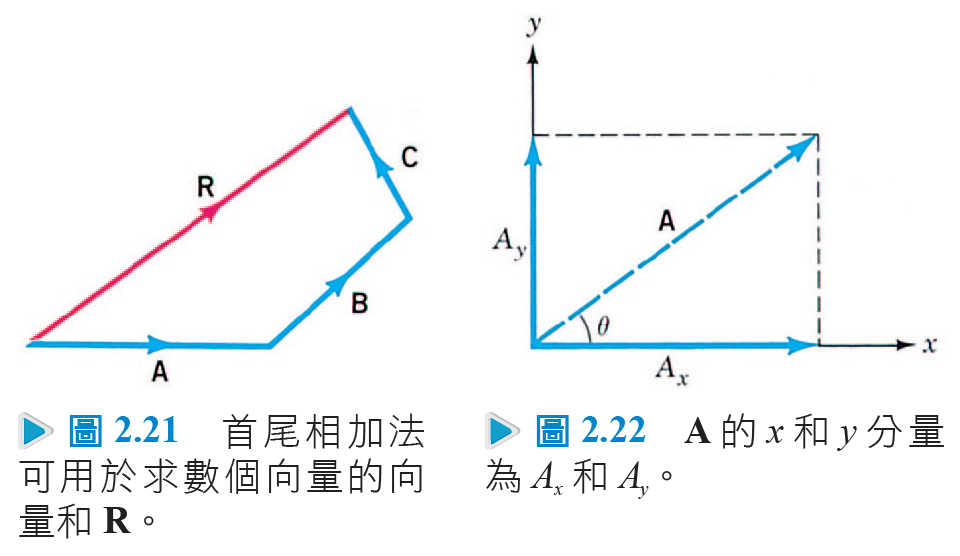 R
C
B
A
▶ 圖 2.21 首尾相加法
可用於求數個向量的向
量和 R。
y
A
A_y
θ
A_x
x
▶ 圖 2.22 A 的 x 和 y 分量
為 A_x 和 A_y。